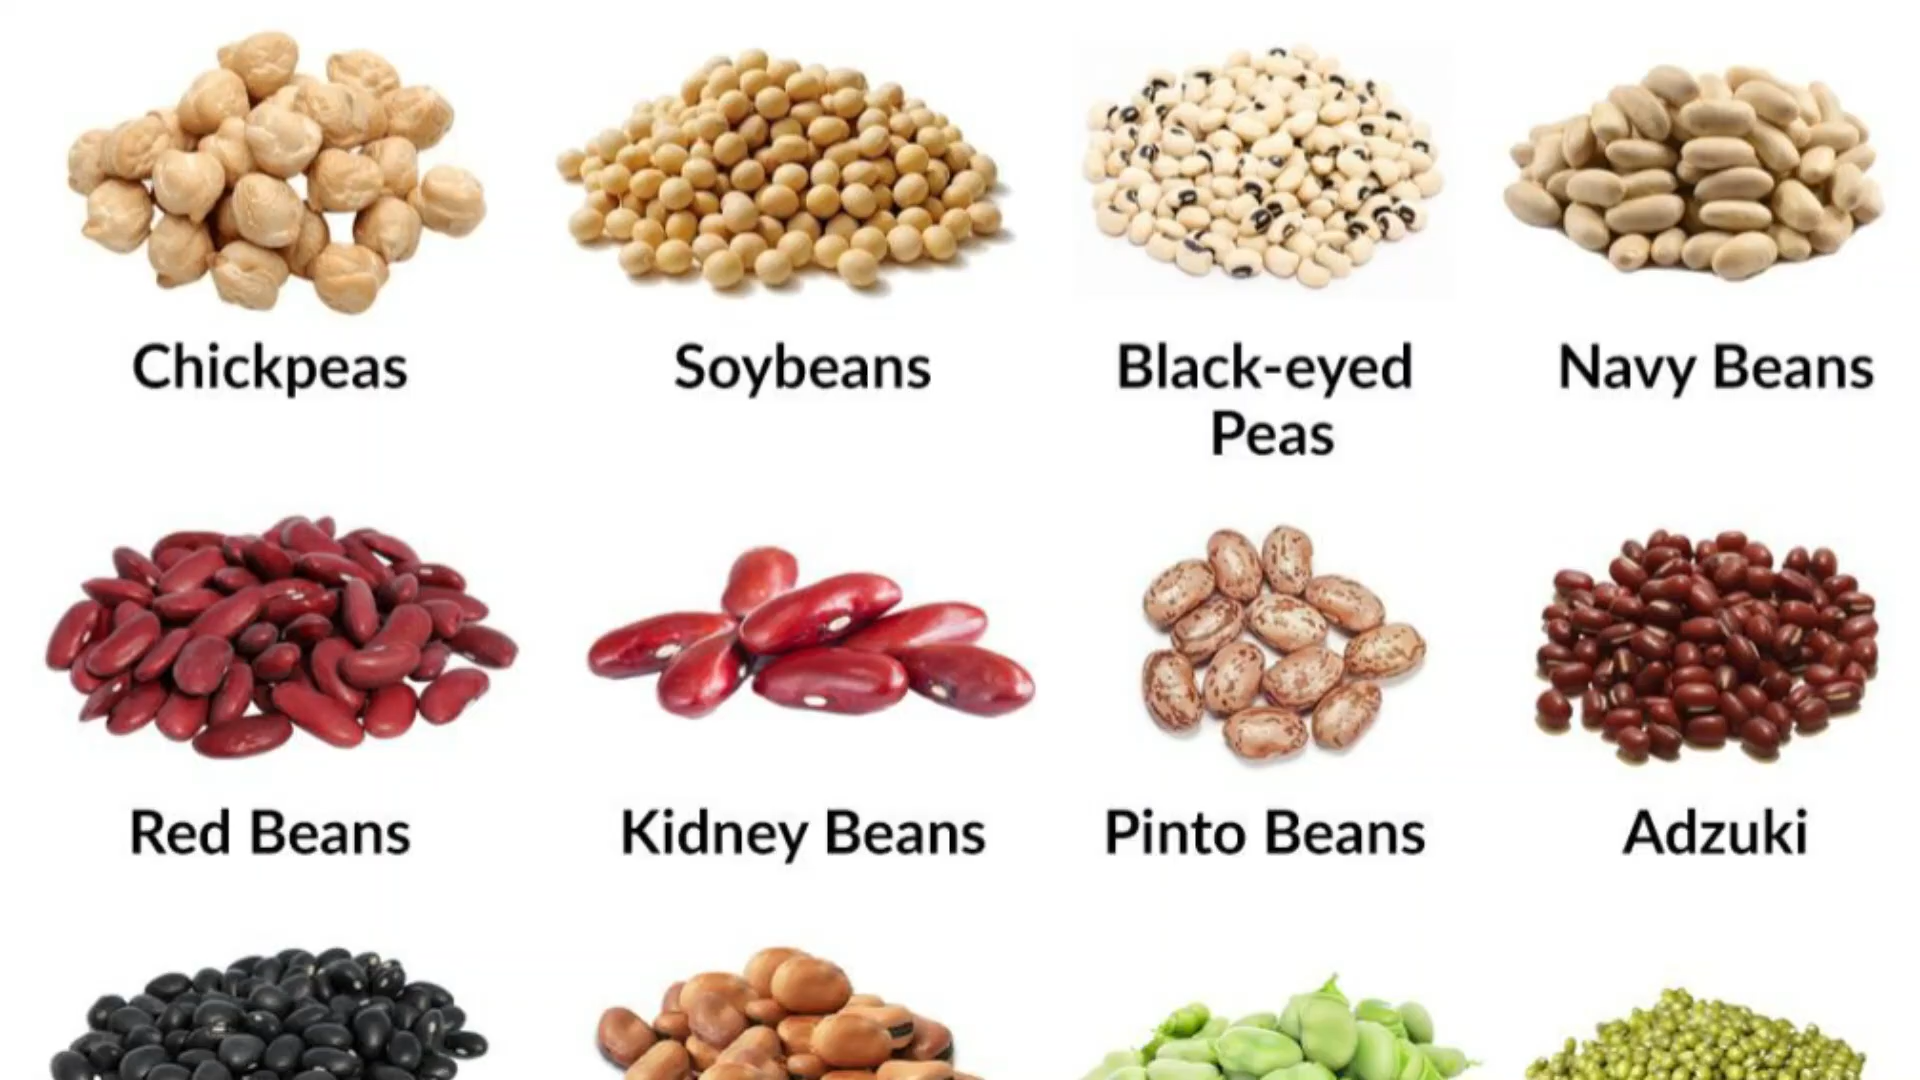 Chickpeas
Soybeans
Black-eyed
Peas
Navy Beans
Red Beans
Kidney Beans
Pinto Beans
Adzuki